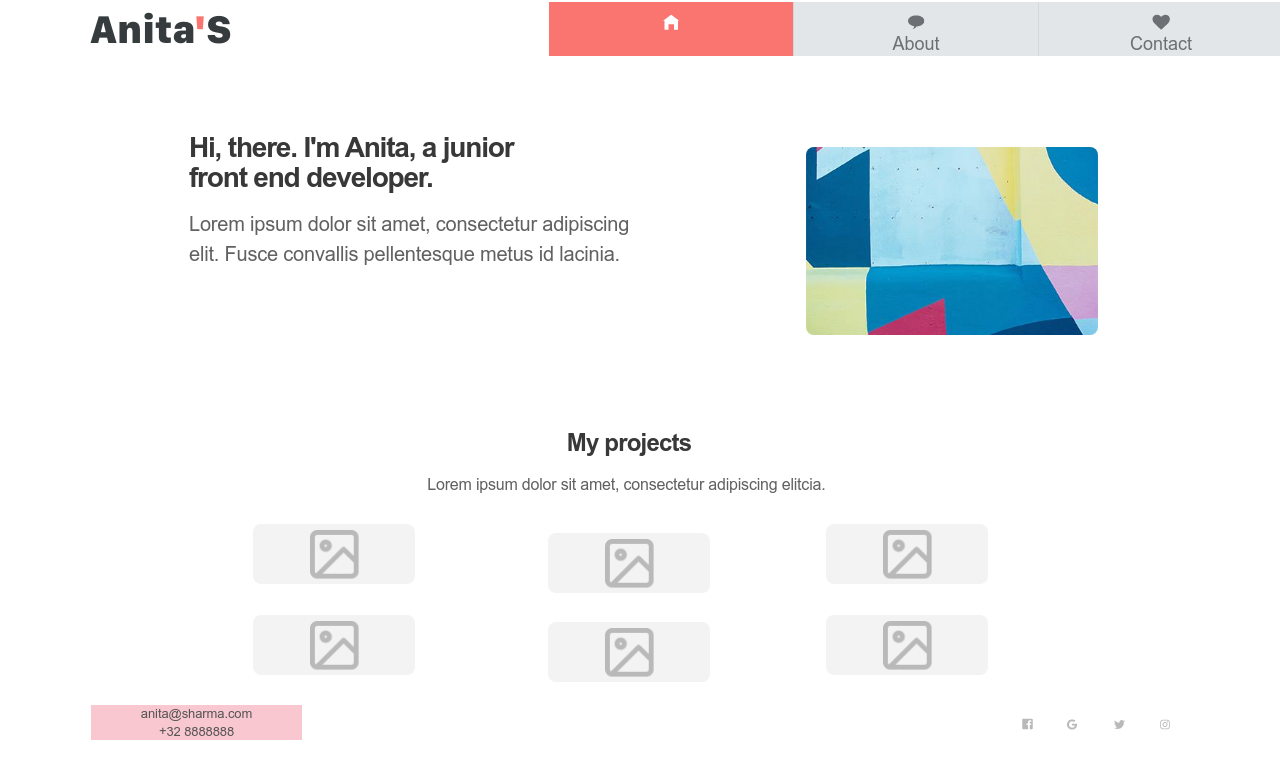 Anita'S
About
Contact
Hi, there. I'm Anita, a junior
front end developer.
Lorem ipsum dolor sit amet, consectetur adipiscing
elit. Fusce convallis pellentesque metus id lacinia.
My projects
Lorem ipsum dolor sit amet, consectetur adipiscing elitcia.
anita@sharma.com
+32 8888888